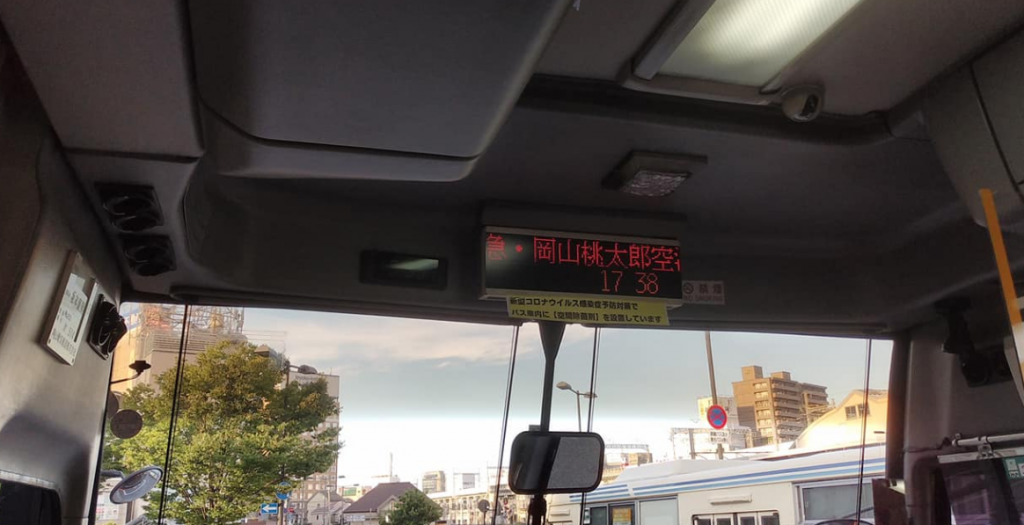 急・岡山桃太郎空港
17 38
新型コロナウイルス感染症予防対策で
バス車内に【空間除菌剤】を設置しています
禁煙